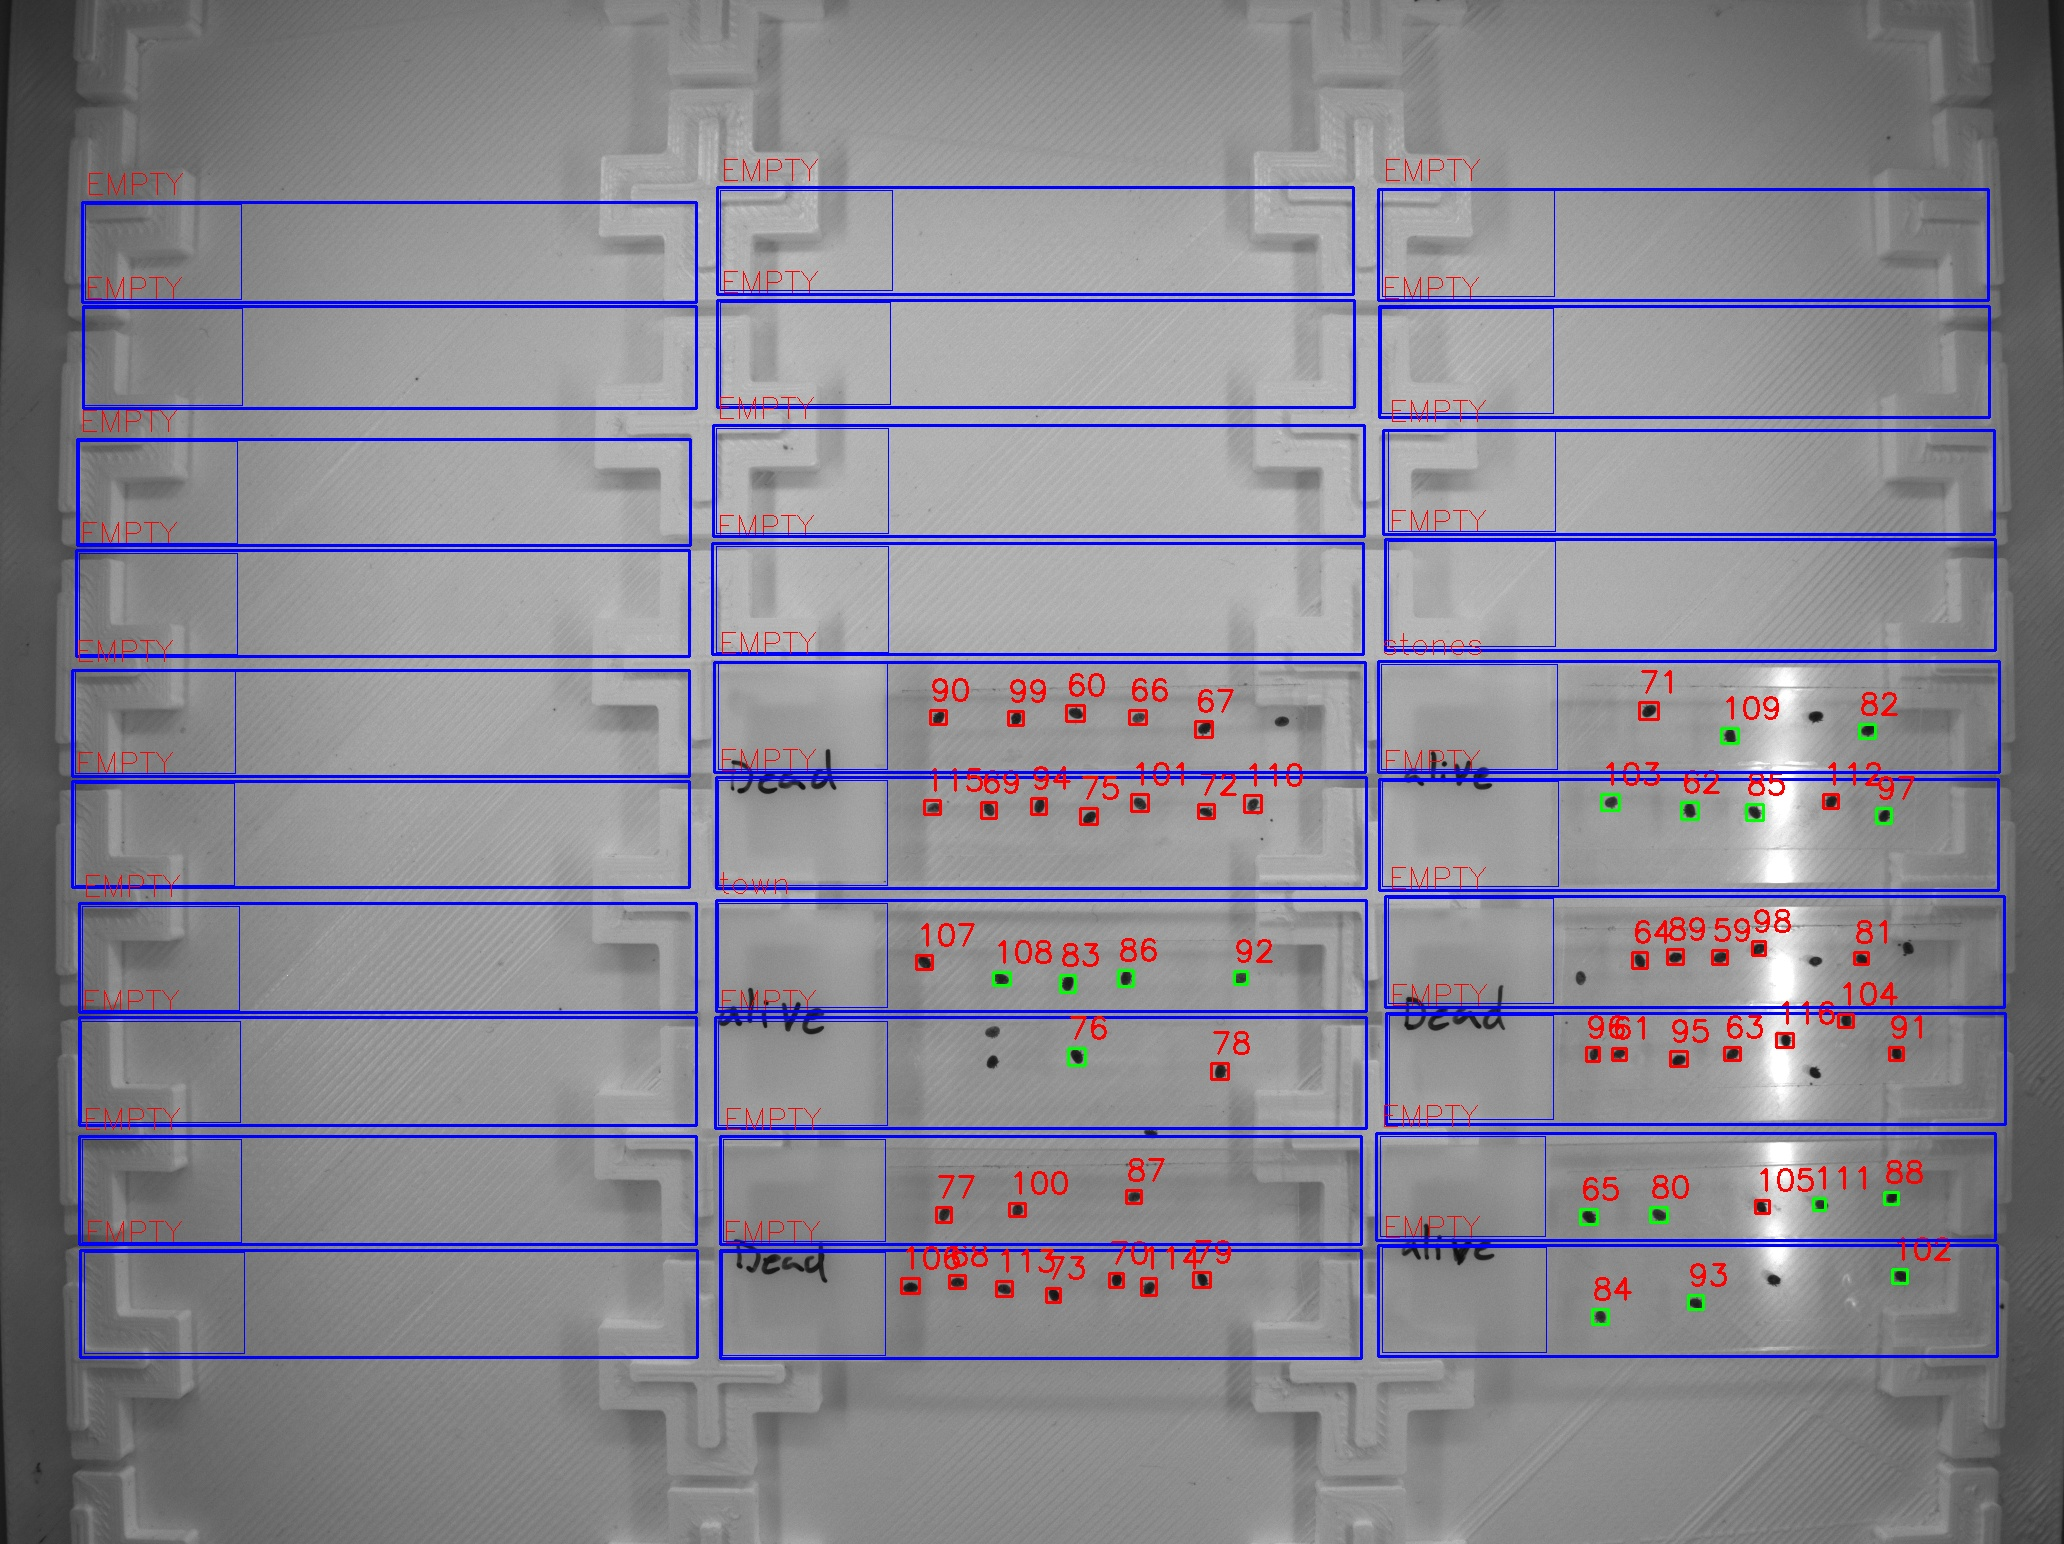 EMPTY EMPTY EMPTY
EMPTY EMPTY EMPTY
EMPTY EMPTY EMPTY
EMPTY EMPTY EMPTY
EMPTY EMPTY stones
90 99 60 66 67 71 109 82
EMPTY EMPTY EMPTY
Dead alive
115 69 94 75 101 72 110 103 62 85 112 97
EMPTY town EMPTY
107 108 83 86 92 64 89 59 98 81
EMPTY EMPTY EMPTY
alive Dead
76 78 96 61 95 63 116 104 91
EMPTY EMPTY EMPTY
77 100 87 65 80 105 111 88
EMPTY EMPTY EMPTY
Dead alive
106 68 113 73 70 114 79 84 93 102